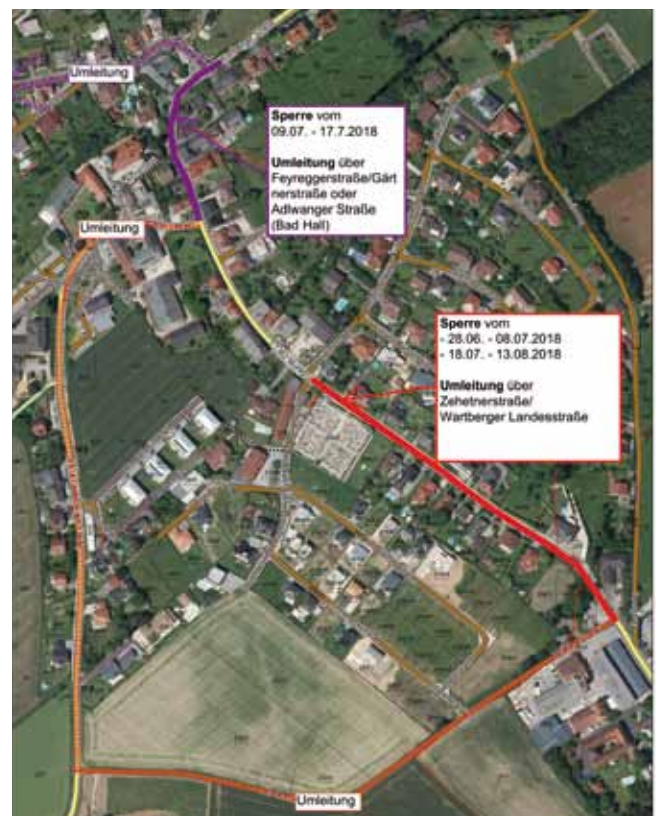 Umleitung
Sperre vom
09.07. - 17.7.2018
Umleitung über
Feyreggerstraße/Gärt
nerstraße oder
Adlwanger Straße
(Bad Hall)
Umleitung
Sperre vom
- 28.06. - 08.07.2018
- 18.07. - 13.08.2018
Umleitung über
Zehetnerstraße/
Wartberger Landesstraße
Umleitung